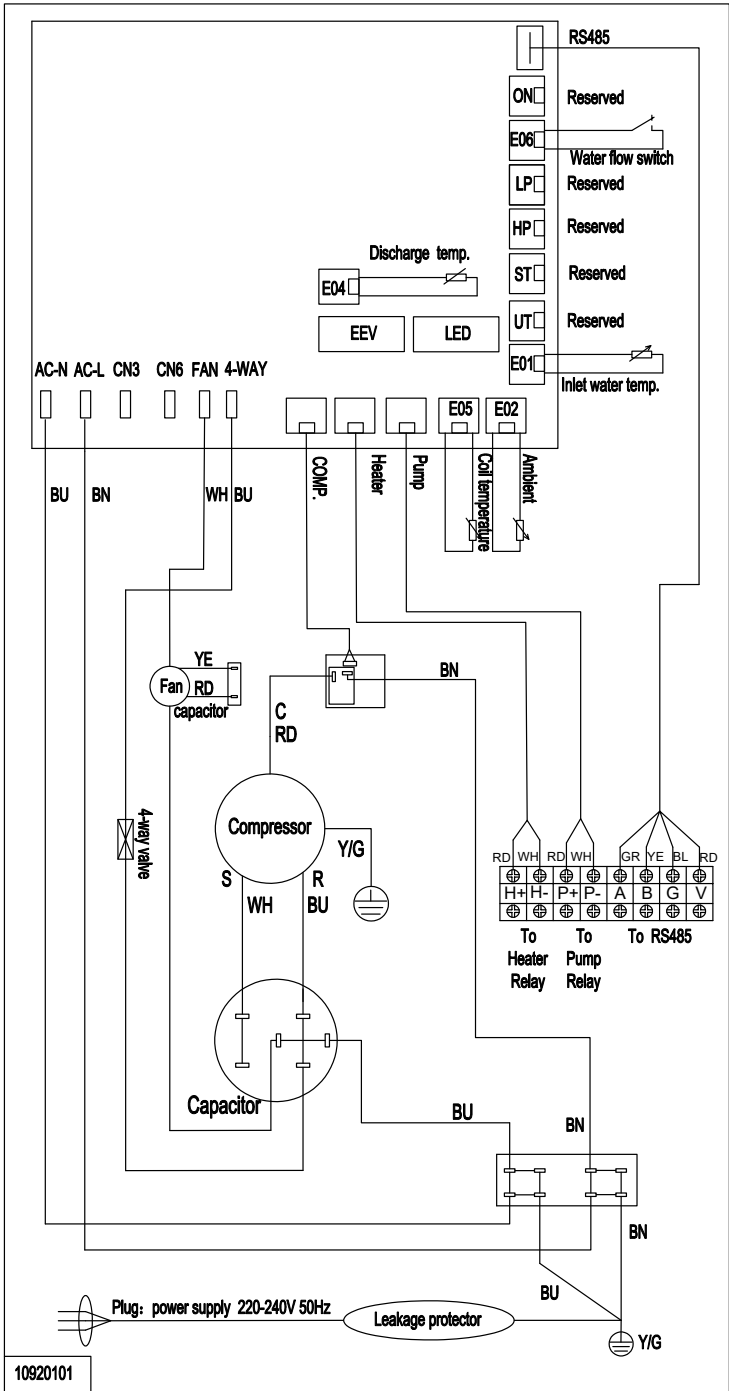 RS485
ON Reserved
E06
Water flow switch
LP Reserved
HP Reserved
Discharge temp.
E04
ST Reserved
EEV LED
UT Reserved
E01
Inlet water temp.
AC-N AC-L CN3 CN6 FAN 4-WAY
E05 E02
BU BN WH BU
COMP.
Heater
Pump
Coil temperature
Ambient
YE
Fan RD
capacitor
BN
C
RD
Compressor
Y/G
4-way valve
S R
WH BU
RD WH RD WH GR YE BL RD
H+ H- P+ P- A B G V
To To To RS485
Heater Pump
Relay Relay
Capacitor
BU
BN
BN
BU
Plug: power supply 220-240V 50Hz
Leakage protector
Y/G
10920101